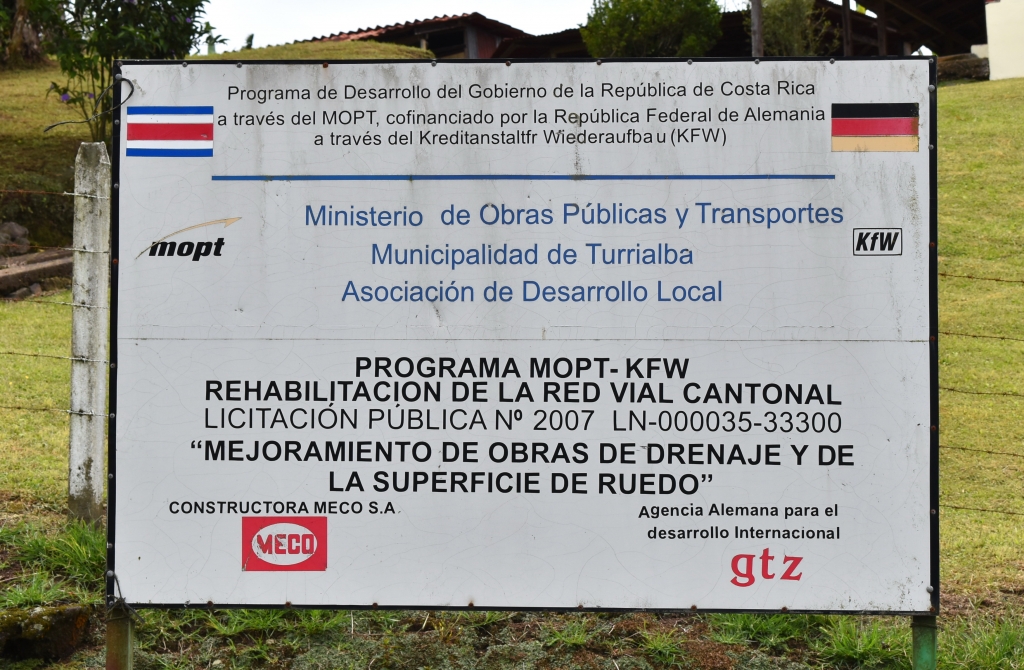 Programa de Desarrollo del Gobierno de la República de Costa Rica
a través del MOPT, cofinanciado por la República Federal de Alemania
a través del Kreditanstaltfr Wiederaufbau (KFW)
Ministerio de Obras Públicas y Transportes
mopt
KfW
Municipalidad de Turrialba
Asociación de Desarrollo Local
PROGRAMA MOPT- KFW
REHABILITACION DE LA RED VIAL CANTONAL
LICITACIÓN PÚBLICA Nº 2007 LN-000035-33300
“MEJORAMIENTO DE OBRAS DE DRENAJE Y DE
LA SUPERFICIE DE RUEDO”
CONSTRUCTORA MECO S.A.
MECO
Agencia Alemana para el
desarrollo Internacional
gtz